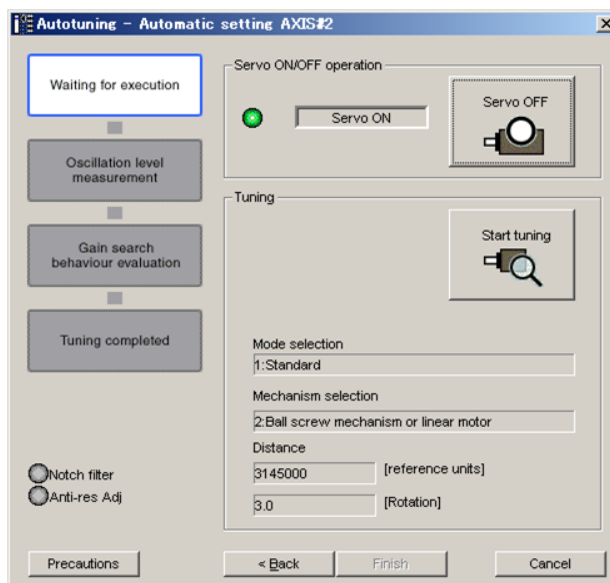 Autotuning - Automatic setting AXIS#2
Waiting for execution
Oscillation level
measurement
Gain search
behaviour evaluation
Tuning completed
Notch filter
Anti-res Adj
Servo ON/OFF operation
Servo ON
Servo OFF
Tuning
Start tuning
Mode selection
1:Standard
Mechanism selection
2:Ball screw mechanism or linear motor
Distance
3145000 [reference units]
3.0 [Rotation]
Precautions
< Back
Finish
Cancel